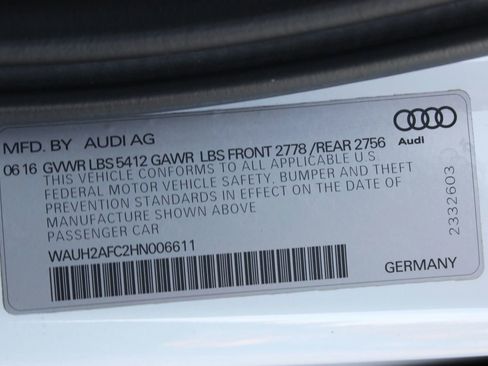 MFD. BY AUDI AG
Audi
06 16 GVWR LBS 5412 GAWR LBS FRONT 2778 /REAR 2756
THIS VEHICLE CONFORMS TO ALL APPLICABLE U.S
FEDERAL MOTOR VEHICLE SAFETY, BUMPER AND THEFT
PREVENTION STANDARDS IN EFFECT ON THE DATE OF
MANUFACTURE SHOWN ABOVE
PASSENGER CAR
WAUH2AFC2HN006611
GERMANY
2332603